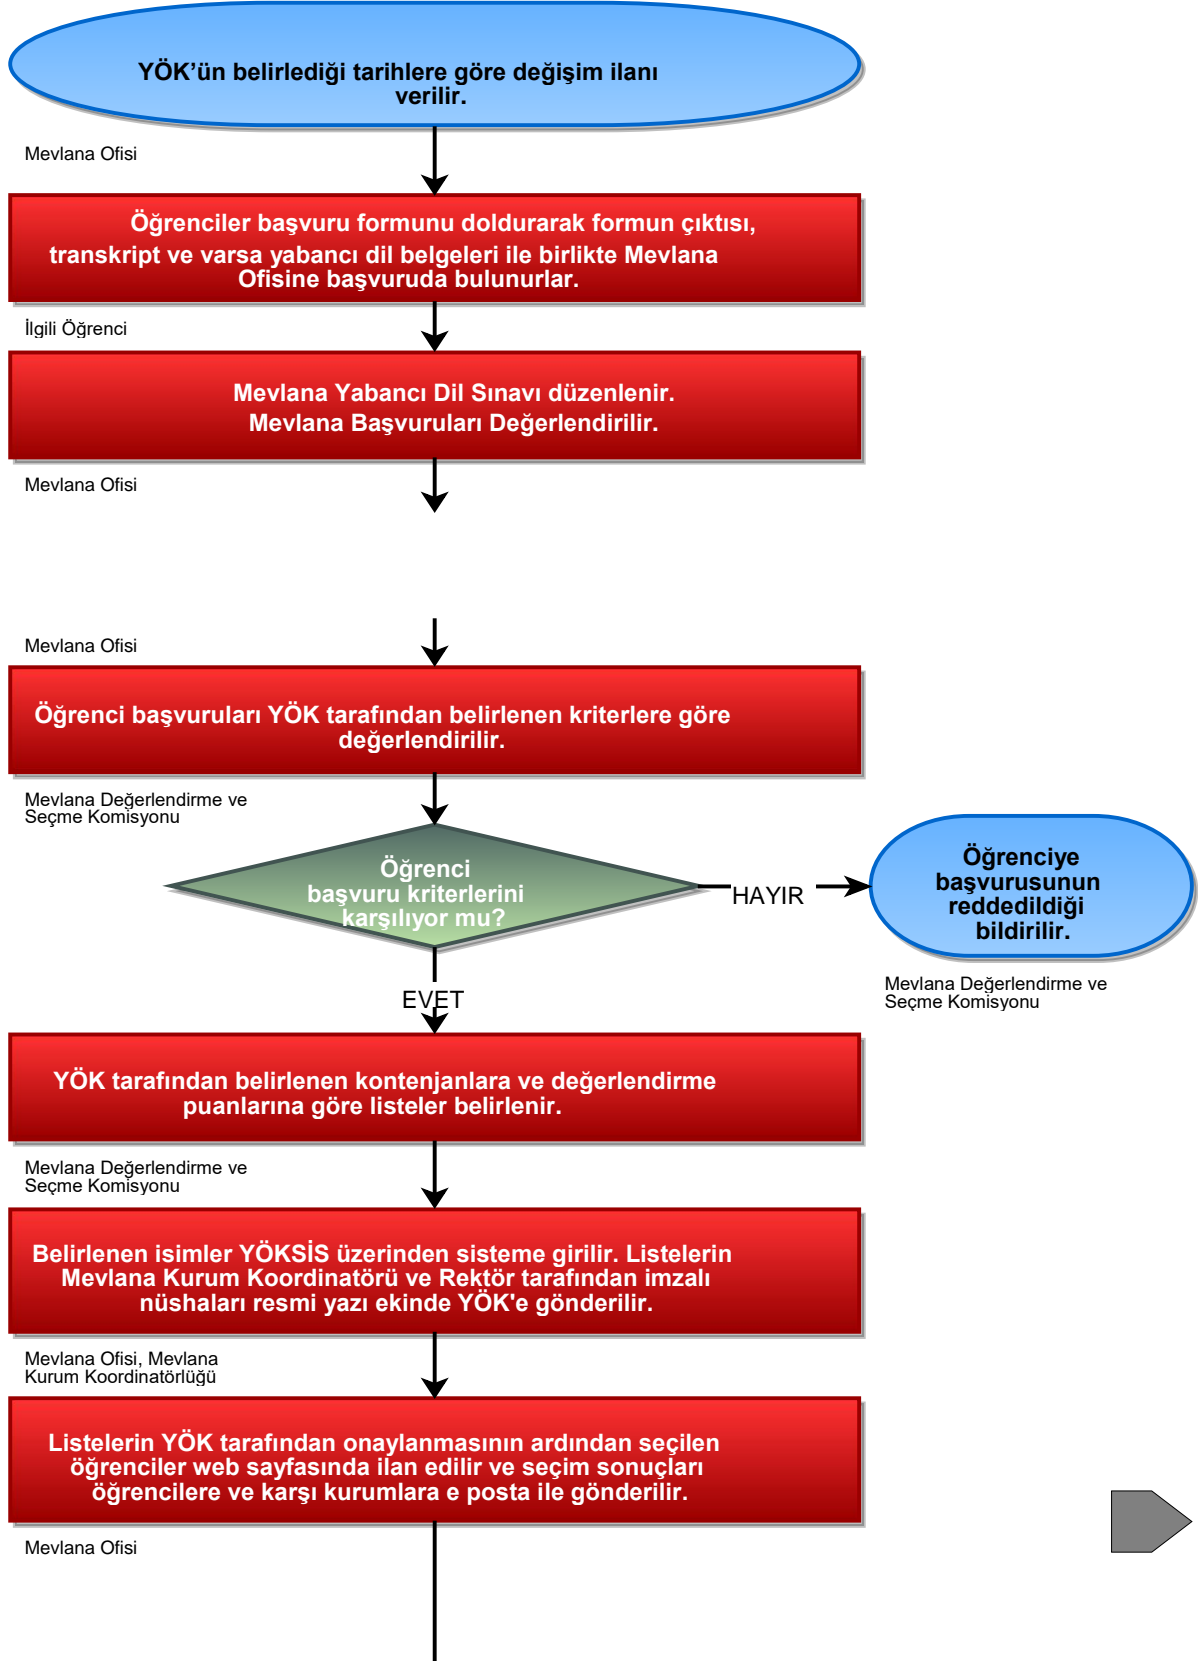 YÖK’ün belirlediği tarihlere göre değişim ilanı
verilir.
Mevlana Ofisi
Öğrenciler başvuru formunu doldurarak formun çıktısı,
transkript ve varsa yabancı dil belgeleri ile birlikte Mevlana
Ofisine başvuruda bulunurlar.
İlgili Öğrenci
Mevlana Yabancı Dil Sınavı düzenlenir.
Mevlana Başvuruları Değerlendirilir.
Mevlana Ofisi
Mevlana Ofisi
Öğrenci başvuruları YÖK tarafından belirlenen kriterlere göre
değerlendirilir.
Mevlana Değerlendirme ve
Seçme Komisyonu
Öğrenci
başvuru kriterlerini
karşılıyor mu?
HAYIR
Öğrenciye
başvurusunun
reddedildiği
bildirilir.
Mevlana Değerlendirme ve
Seçme Komisyonu
EVET
YÖK tarafından belirlenen kontenjanlara ve değerlendirme
puanlarına göre listeler belirlenir.
Mevlana Değerlendirme ve
Seçme Komisyonu
Belirlenen isimler YÖKSİS üzerinden sisteme girilir. Listelerin
Mevlana Kurum Koordinatörü ve Rektör tarafından imzalı
nüshaları resmi yazı ekinde YÖK'e gönderilir.
Mevlana Ofisi, Mevlana
Kurum Koordinatörlüğü
Listelerin YÖK tarafından onaylanmasının ardından seçilen
öğrenciler web sayfasında ilan edilir ve seçim sonuçları
öğrencilere ve karşı kurumlara e posta ile gönderilir.
Mevlana Ofisi